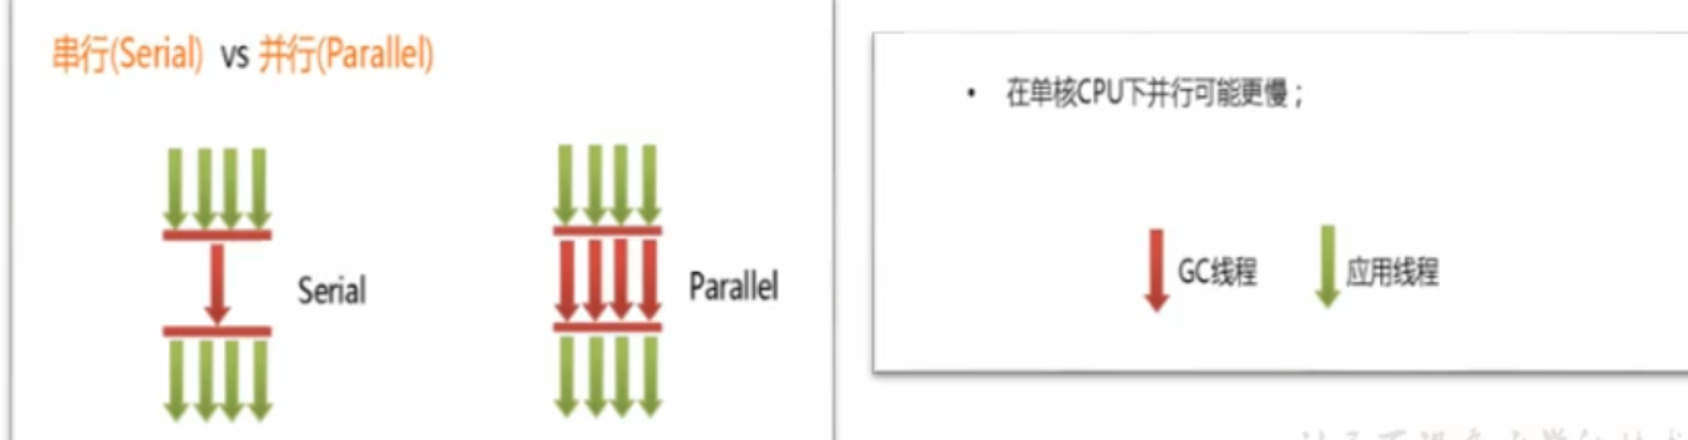 串行(Serial) vs 并行(Parallel)
Serial
Parallel
• 在单核CPU下并行可能更慢；
GC线程
应用线程